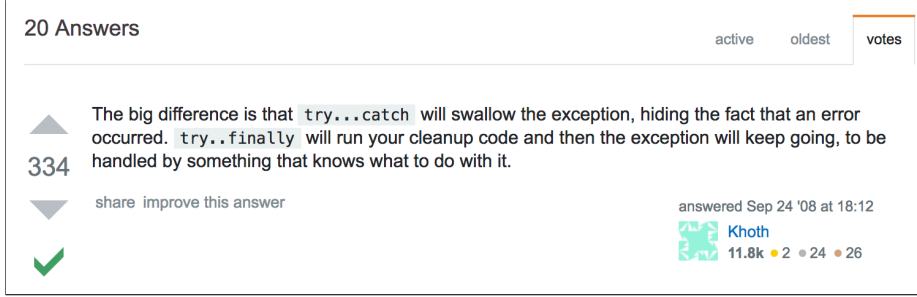 20 Answers
active oldest votes
The big difference is that try...catch will swallow the exception, hiding the fact that an error
occurred. try..finally will run your cleanup code and then the exception will keep going, to be
334 handled by something that knows what to do with it.
share improve this answer
answered Sep 24 '08 at 18:12
Khoth
11.8k 2 24 26